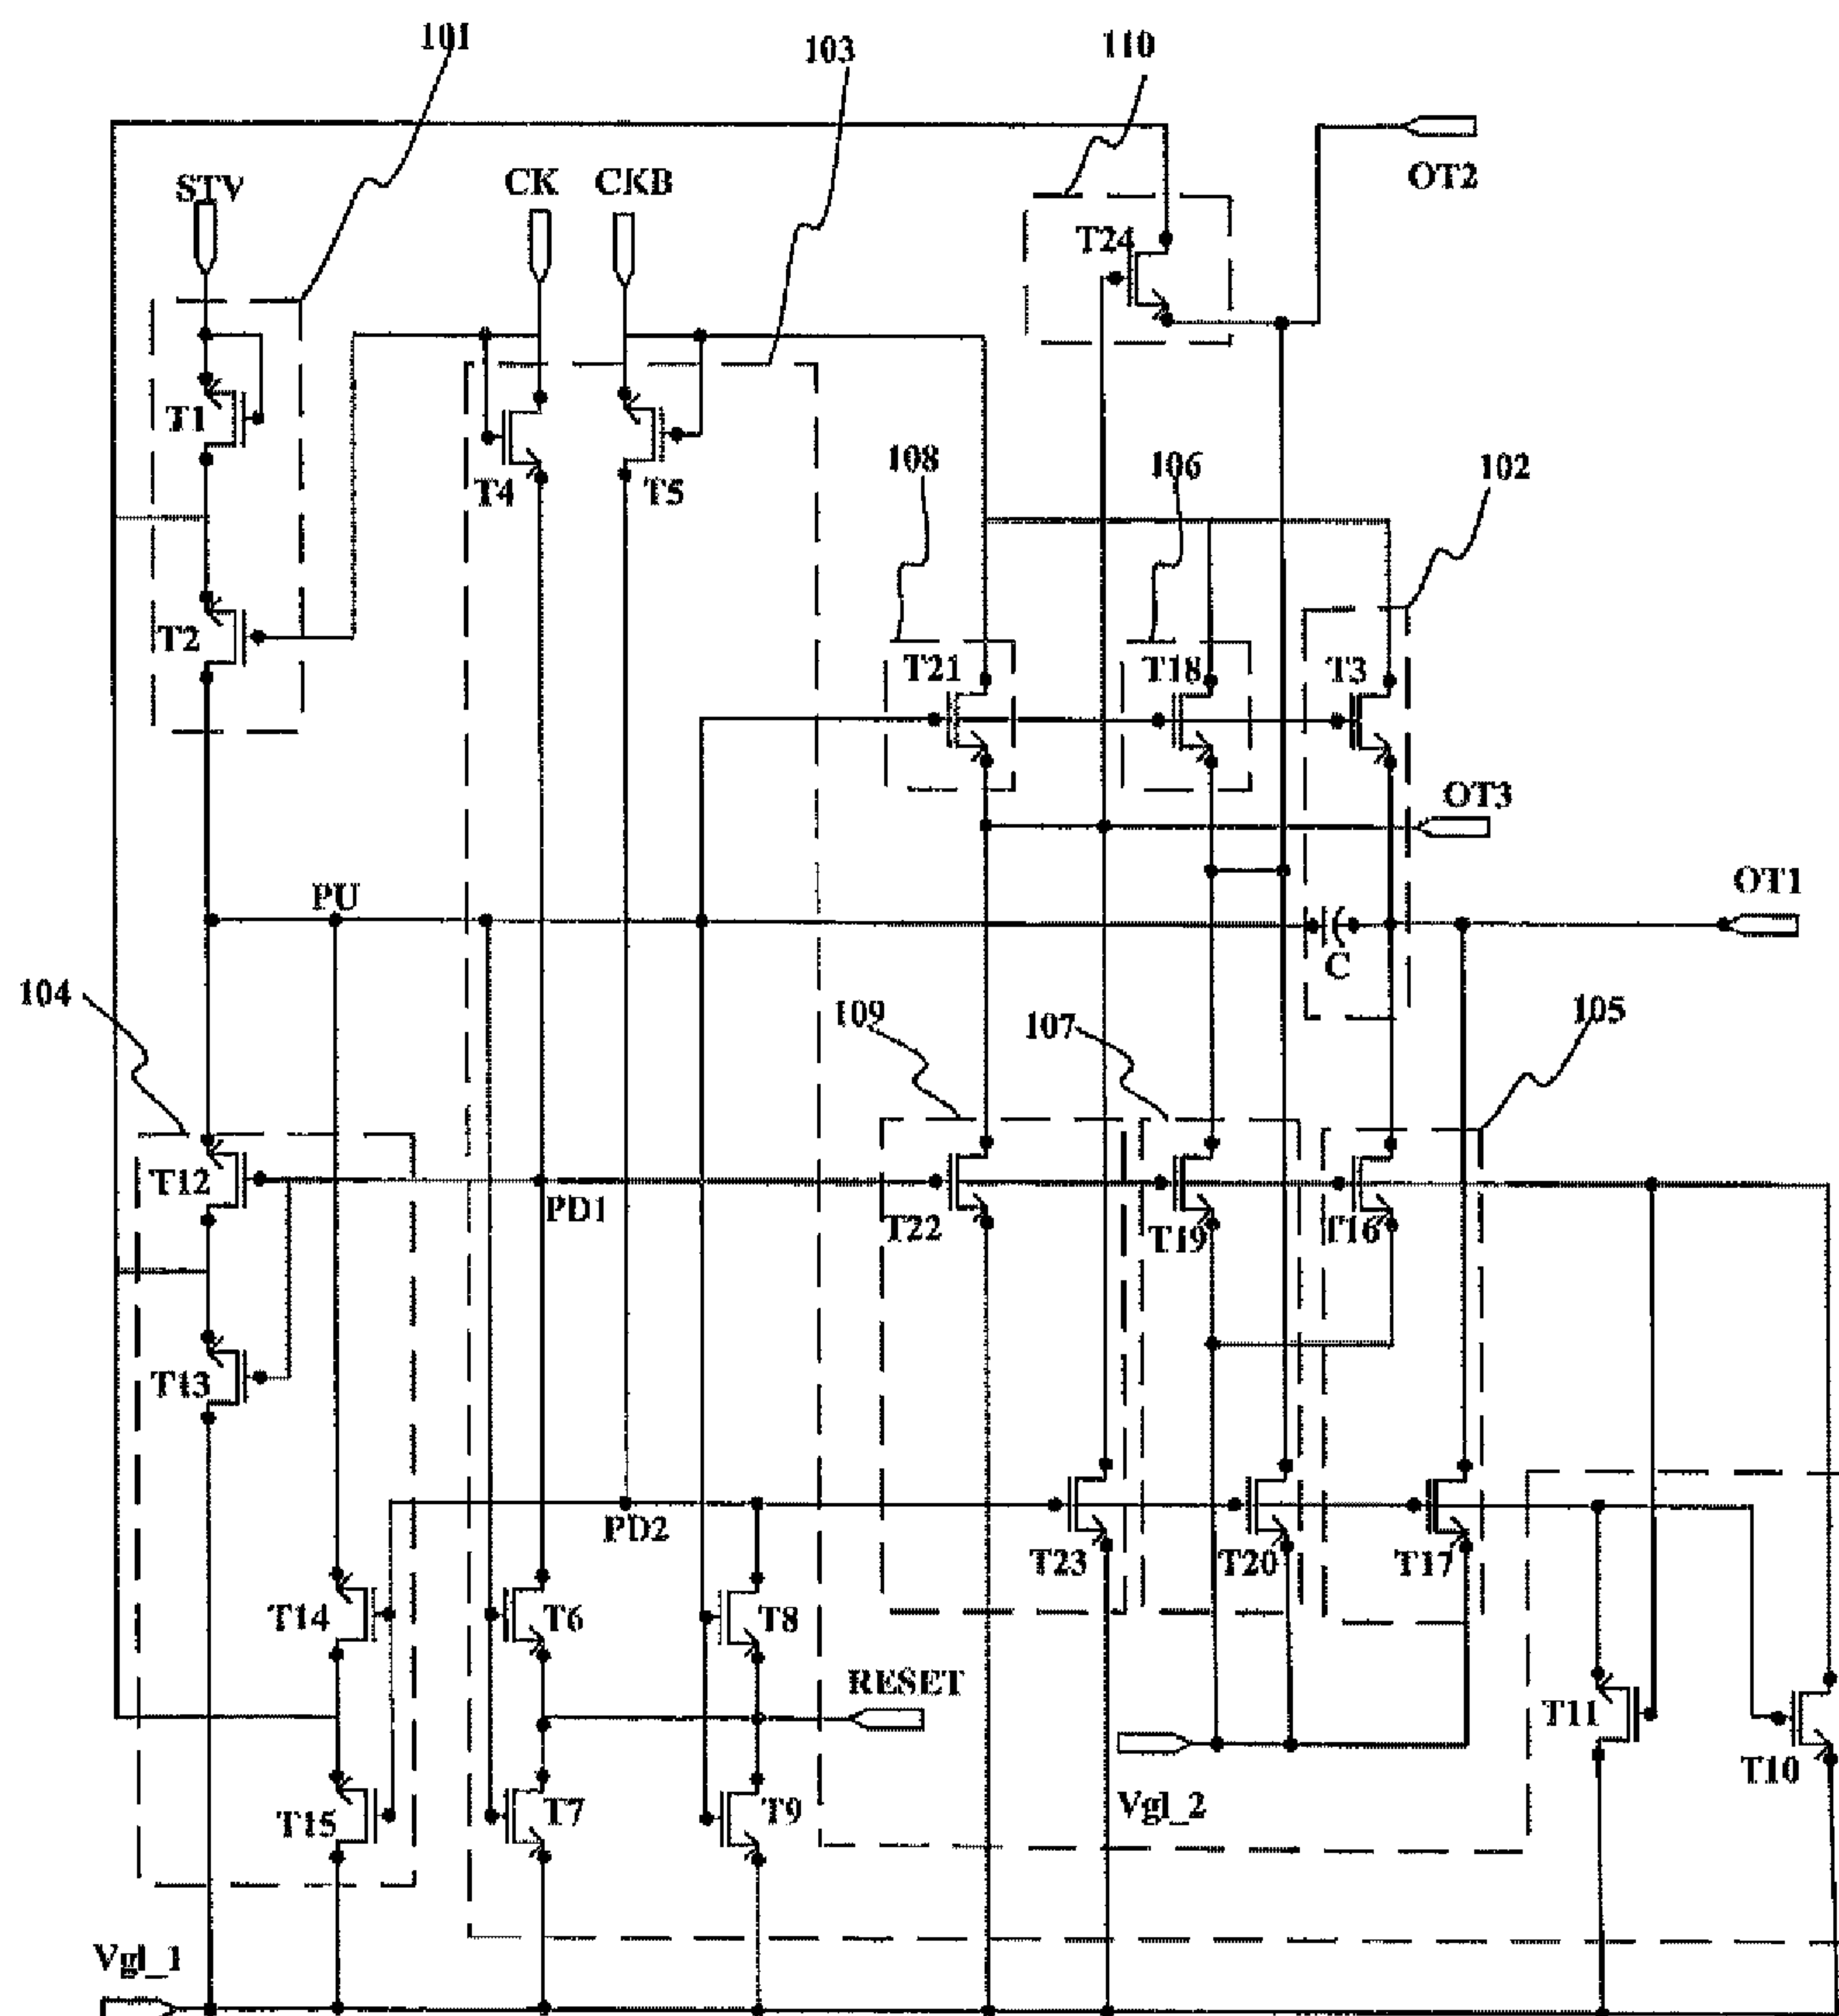 101
103
110
OT2
STV
CK
CKB
T24
T1
T4
T5
108
106
102
T2
T21
T18
T3
OT3
PU
OT1
C
104
109
107
105
T12
PD1
T22
T19
T16
T13
PD2
T23
T20
T17
T14
T6
T8
RESET
T11
T10
T15
T7
T9
Vgl_2
Vgl_1